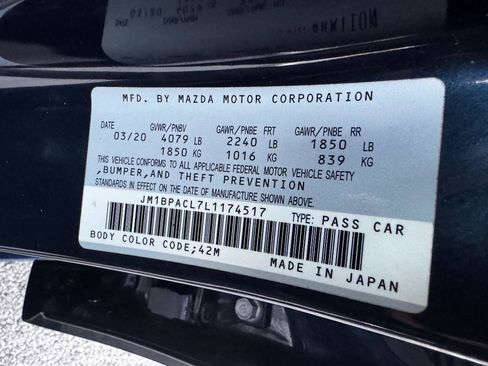 MFD. BY MAZDA MOTOR CORPORATION
DATE GVWR/PNBV GAWR/PNBE FRT GAWR/PNBE RR
03/20 4079 LB 2240 LB 1850 LB
1850 KG 1016 KG 839 KG
THIS VEHICLE CONFORMS TO ALL APPLICABLE FEDERAL MOTOR VEHICLE SAFETY
,BUMPER,AND THEFT PREVENTION
STANDARDS IN EFFECT ON THE DATE OF MANUFACTURE SHOWN ABOVE.
JM1BPACL7L1174517 TYPE: PASS CAR
BODY COLOR CODE;42M
MADE IN JAPAN